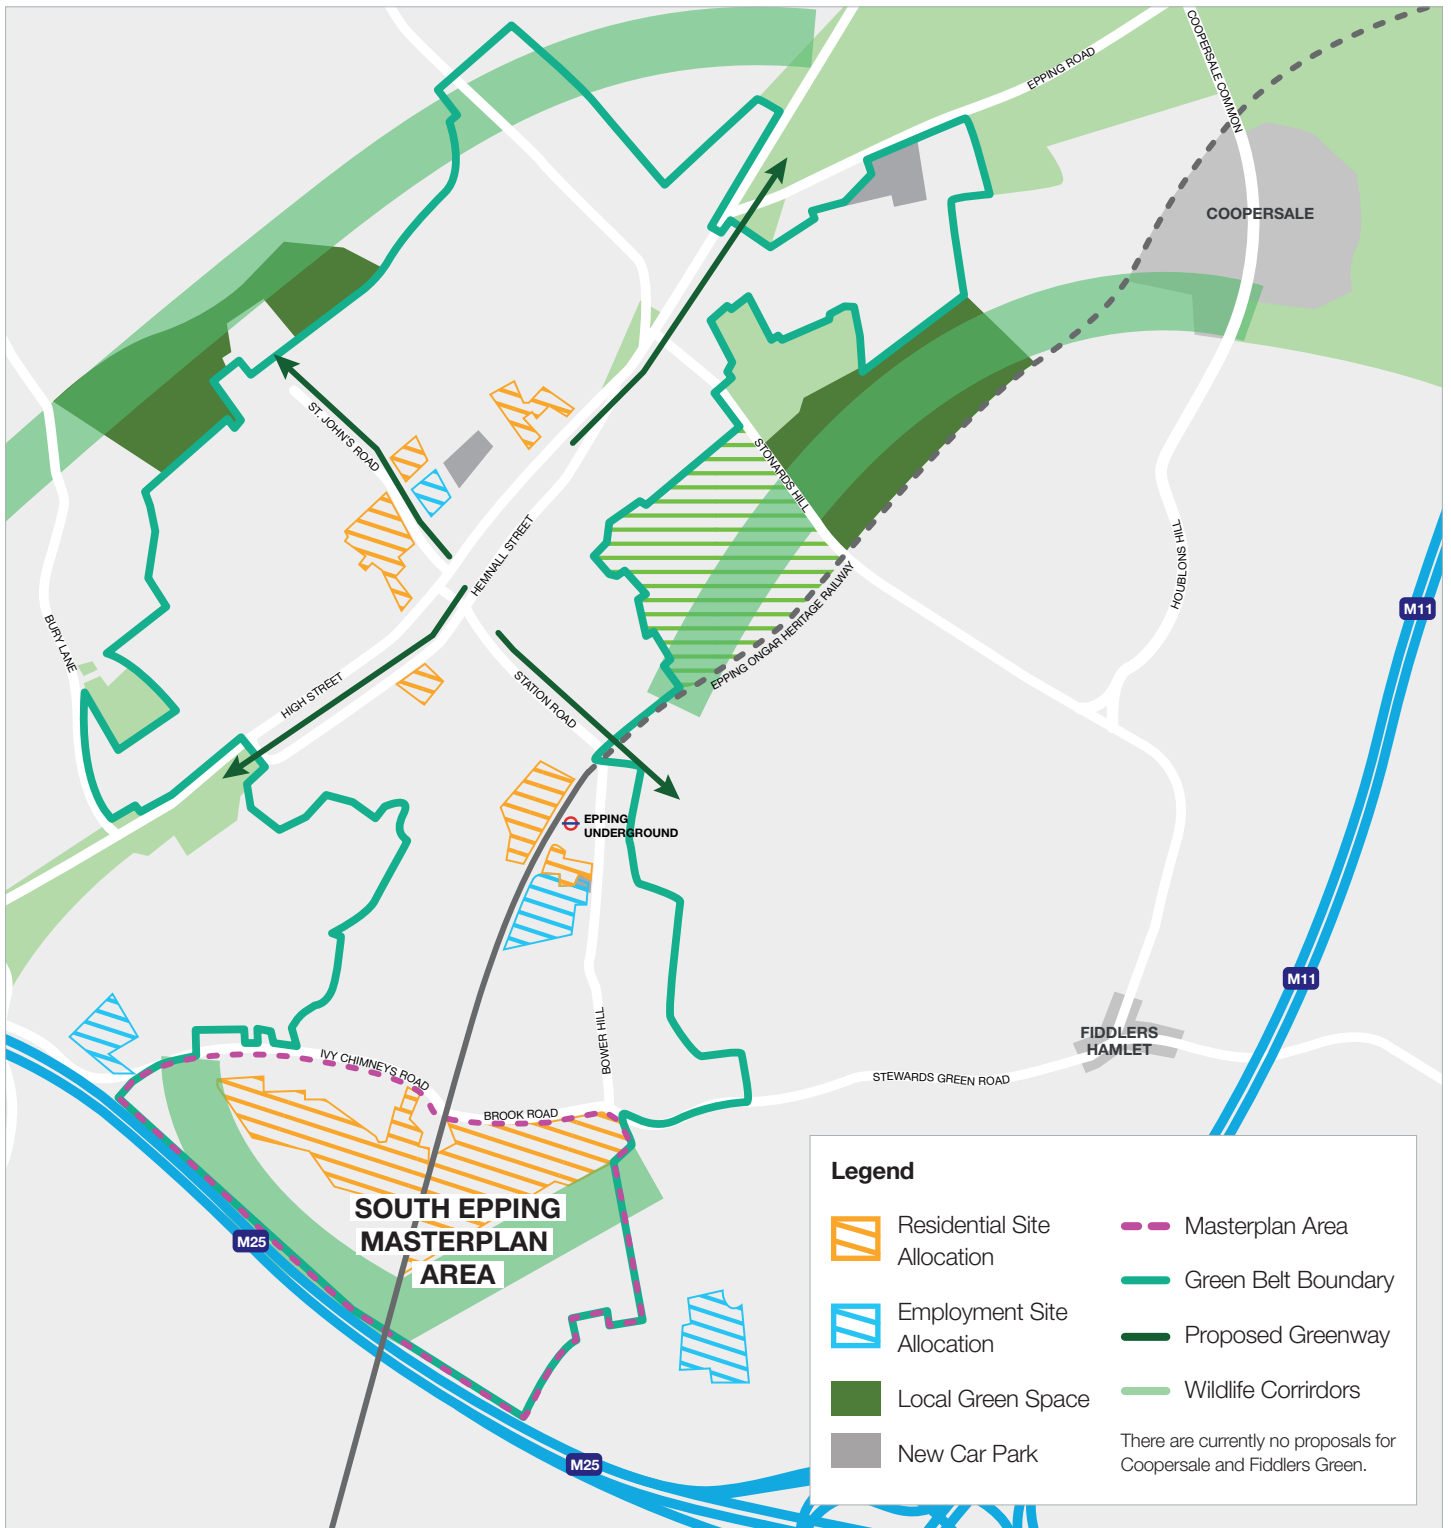 COOPERSALE COMMON
EPPING ROAD
COOPERSALE
ST. JOHN'S ROAD
STONARDS HILL
HEMNALL STREET
HOUBLONS HILL
EPPING ONGAR HERITAGE RAILWAY
M11
BURY LANE
HIGH STREET
STATION ROAD
EPPING
UNDERGROUND
M11
BOWER HILL
FIDDLERS
HAMLET
IVY CHIMNEYS ROAD
STEWARDS GREEN ROAD
BROOK ROAD
SOUTH EPPING
MASTERPLAN
AREA
M25
M25
Legend
Residential Site
Allocation
Employment Site
Allocation
Local Green Space
New Car Park
Masterplan Area
Green Belt Boundary
Proposed Greenway
Wildlife Corrirdors
There are currently no proposals for
Coopersale and Fiddlers Green.